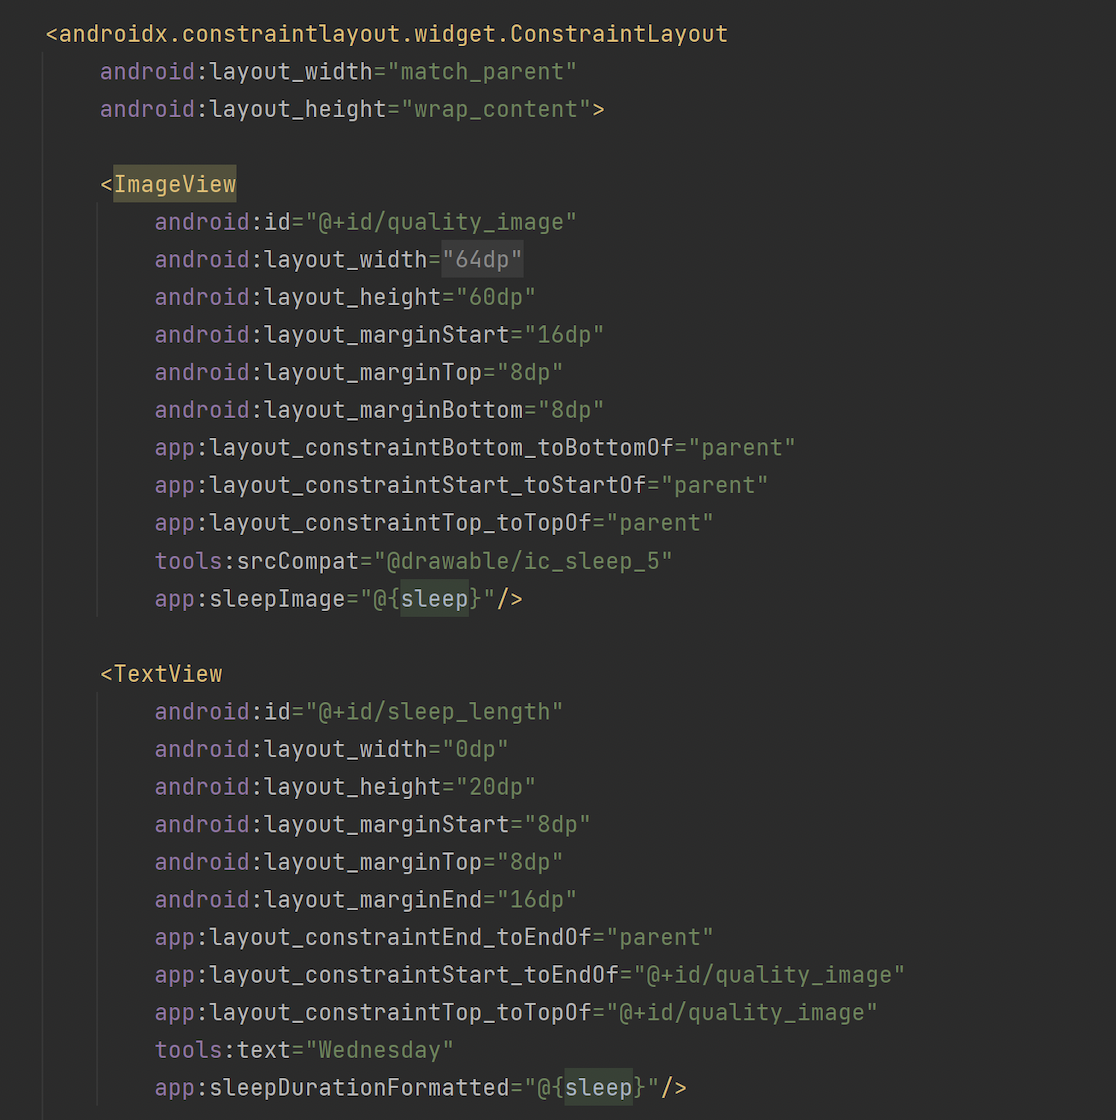 <androidx.constraintlayout.widget.ConstraintLayout
android:layout_width="match_parent"
android:layout_height="wrap_content">
<ImageView
android:id="@+id/quality_image"
android:layout_width="64dp"
android:layout_height="60dp"
android:layout_marginStart="16dp"
android:layout_marginTop="8dp"
android:layout_marginBottom="8dp"
app:layout_constraintBottom_toBottomOf="parent"
app:layout_constraintStart_toStartOf="parent"
app:layout_constraintTop_toTopOf="parent"
tools:srcCompat="@drawable/ic_sleep_5"
app:sleepImage="@{sleep}"/>
<TextView
android:id="@+id/sleep_length"
android:layout_width="0dp"
android:layout_height="20dp"
android:layout_marginStart="8dp"
android:layout_marginTop="8dp"
android:layout_marginEnd="16dp"
app:layout_constraintEnd_toEndOf="parent"
app:layout_constraintStart_toEndOf="@+id/quality_image"
app:layout_constraintTop_toTopOf="@+id/quality_image"
tools:text="Wednesday"
app:sleepDurationFormatted="@{sleep}"/>